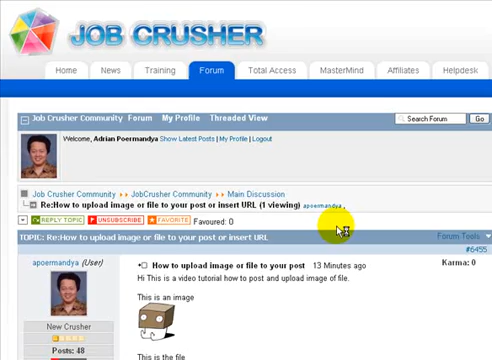 JOB CRUSHER
Home News Training Forum Total Access MasterMind Affiliates Helpdesk
Job Crusher Community Forum My Profile Threaded View Search Forum Go
Welcome, Adrian Poermandya Show Latest Posts | My Profile | Logout
Job Crusher Community JobCrusher Community Main Discussion
Re:How to upload image or file to your post or insert URL (1 viewing) apoermandya ,
REPLY TOPIC UNSUBSCRIBE FAVORITE Favoured: 0
TOPIC: Re:How to upload image or file to your post or insert URL Forum Tools
#6455
apoermandya (User) How to upload image or file to your post 13 Minutes ago Karma: 0
Hi This is a video tutorial how to post and upload image of file.
This is an image
New Crusher
Posts: 48
This is the file